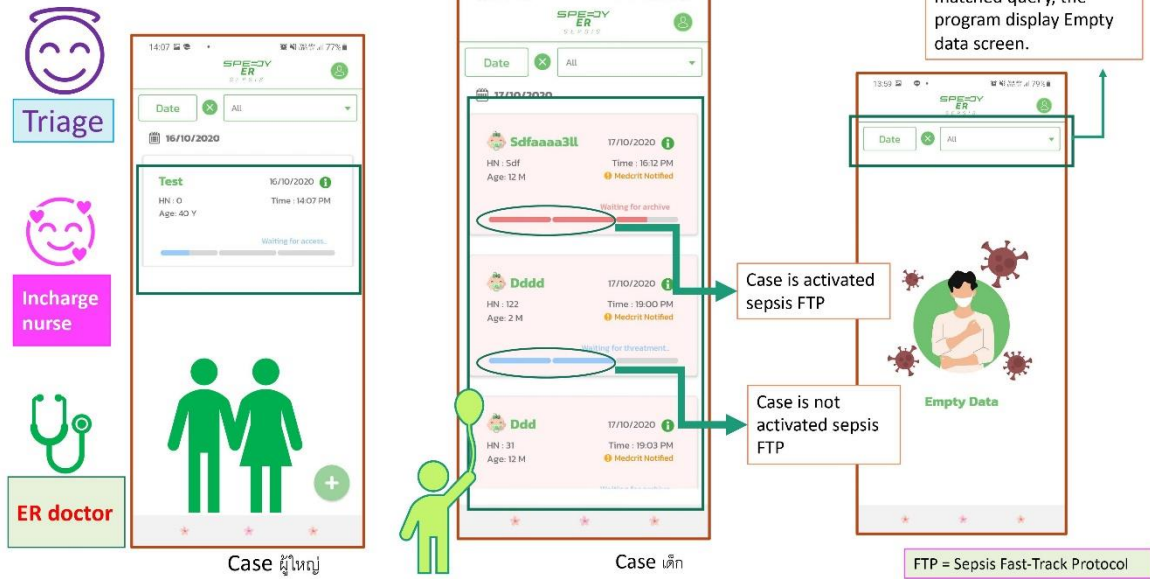 Triage
Incharge
nurse
ER doctor
14:07
77%
SPEEDY
ER
SEPSIS
Date
All
16/10/2020
Test
16/10/2020
HN : 0
Time : 14:07 PM
Age: 40 Y
Waiting for access..
Case ผู้ใหญ่
SPEEDY
ER
SEPSIS
Date
All
17/10/2020
Sdfaaaa3ll
17/10/2020
HN : Sdf
Time : 16:12 PM
Age: 12 M
Medcrit Notified
Waiting for archive
Dddd
17/10/2020
HN : 122
Time : 19:00 PM
Age: 2 M
Medcrit Notified
Waiting for threatment..
Ddd
17/10/2020
HN : 31
Time : 19:03 PM
Age: 12 M
Medcrit Notified
Case เด็ก
Case is activated
sepsis FTP
Case is not
activated sepsis
FTP
matched query, the
program display Empty
data screen.
13:59
79%
SPEEDY
ER
SEPSIS
Date
All
Empty Data
FTP = Sepsis Fast-Track Protocol